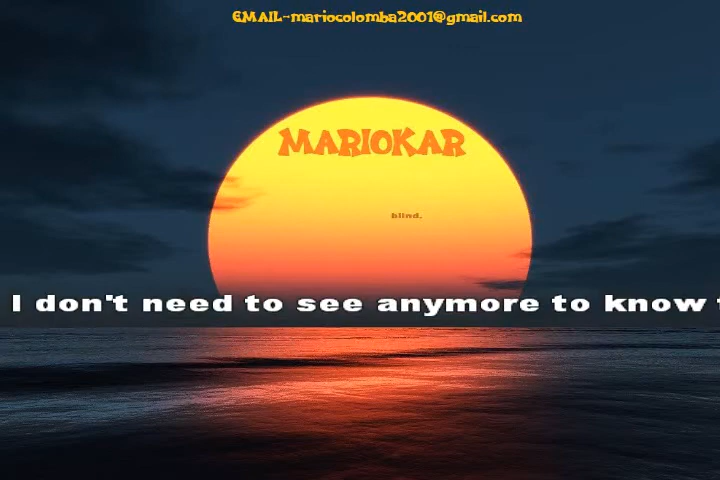 EMAIL-mariocolomba2001@gmail.com
MARIOKAR
blind.
I don't need to see anymore to know